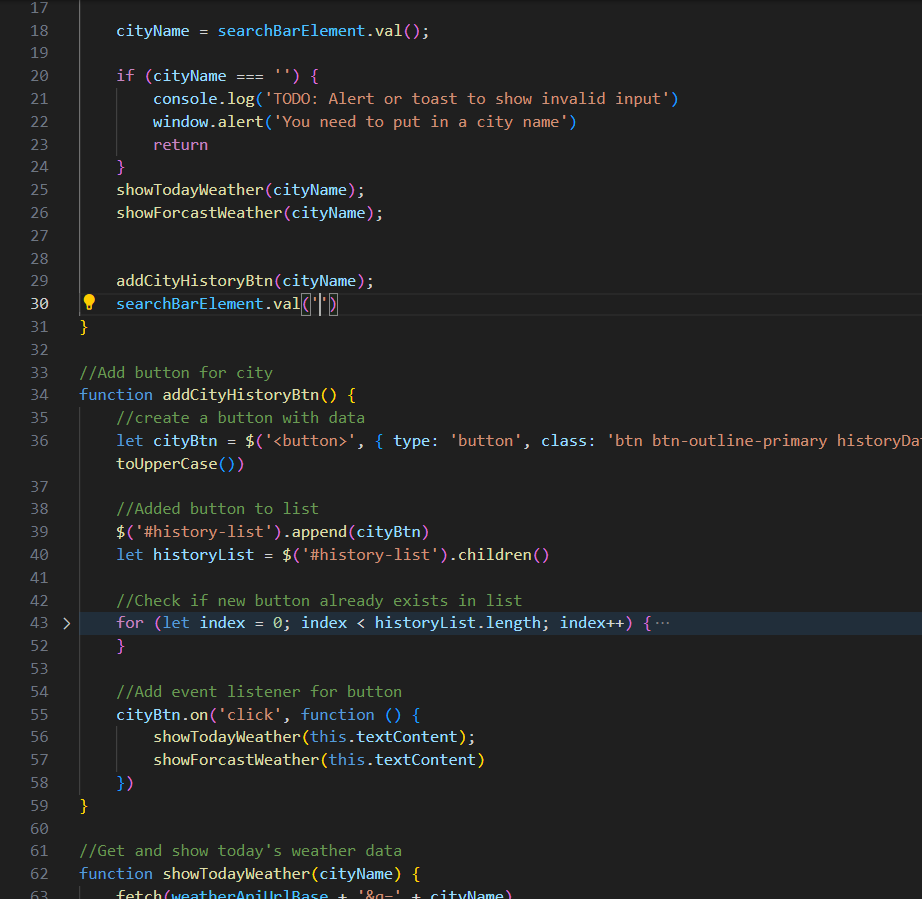 17
18 cityName = searchBarElement.val();
19
20 if (cityName === '') {
21 console.log('TODO: Alert or toast to show invalid input')
22 window.alert('You need to put in a city name')
23 return
24 }
25 showTodayWeather(cityName);
26 showForcastWeather(cityName);
27
28
29 addCityHistoryBtn(cityName);
30 searchBarElement.val('')
31 }
32
33 //Add button for city
34 function addCityHistoryBtn() {
35 //create a button with data
36 let cityBtn = $('<button>', { type: 'button', class: 'btn btn-outline-primary historyDa
toUpperCase())
37
38 //Added button to list
39 $('#history-list').append(cityBtn)
40 let historyList = $('#history-list').children()
41
42 //Check if new button already exists in list
43 for (let index = 0; index < historyList.length; index++) {···
52 }
53
54 //Add event listener for button
55 cityBtn.on('click', function () {
56 showTodayWeather(this.textContent);
57 showForcastWeather(this.textContent)
58 })
59 }
60
61 //Get and show today's weather data
62 function showTodayWeather(cityName) {
63 fetch(weatherApiUrlBase + '&q=' + cityName)